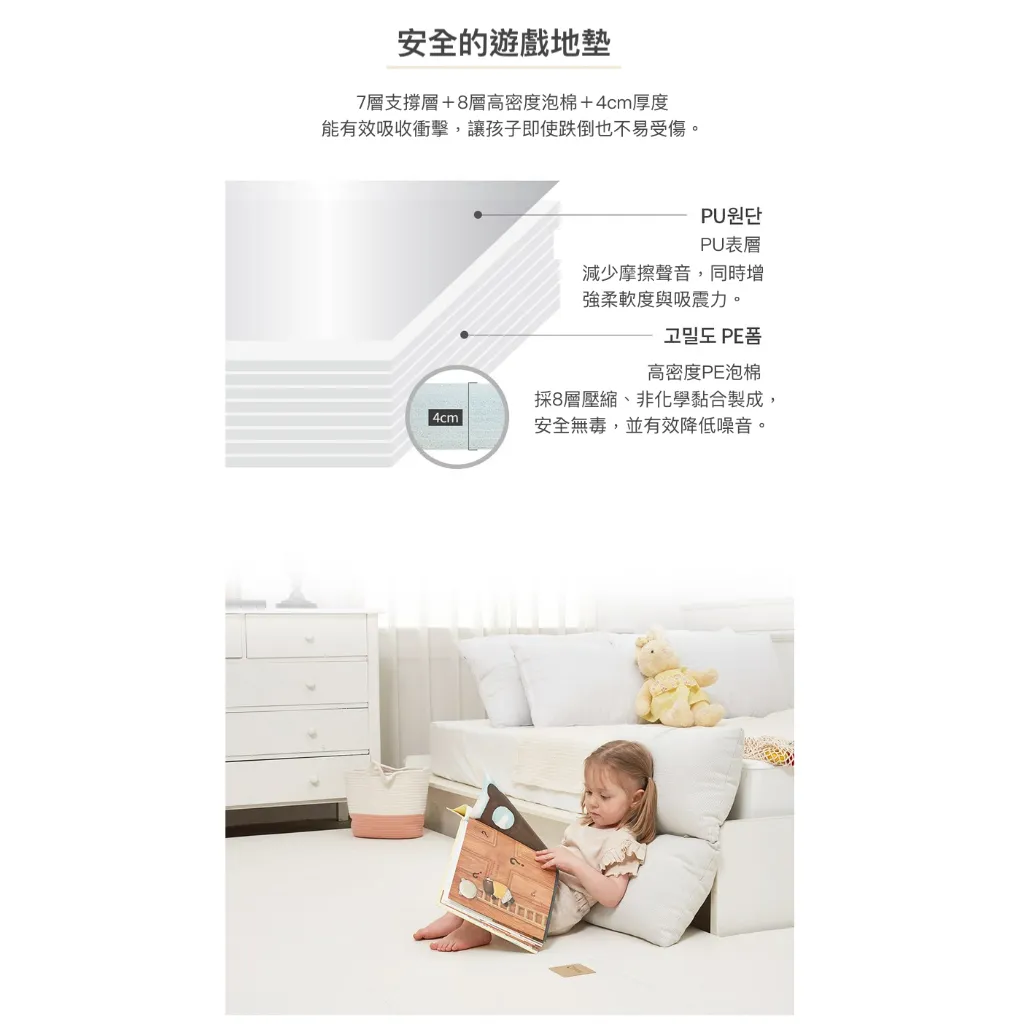 安全的遊戲地墊
7層支撐層＋8層高密度泡棉＋4cm厚度
能有效吸收衝擊，讓孩子即使跌倒也不易受傷。
PU원단
PU表層
減少摩擦聲音，同時增
強柔軟度與吸震力。
고밀도 PE폼
高密度PE泡棉
採8層壓縮、非化學黏合製成，
安全無毒，並有效降低噪音。
4cm